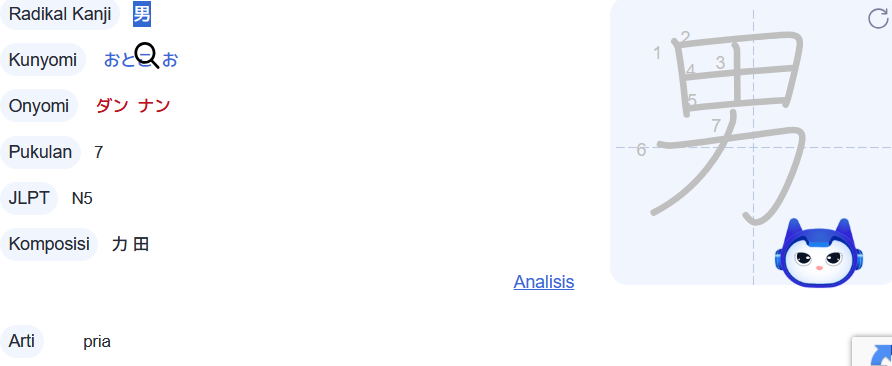 Radikal Kanji 男
Kunyomi おとこ お
Onyomi ダン ナン
Pukulan 7
JLPT N5
Komposisi 力 田
Analisis
Arti pria
男
1
2
3
4
5
6
7